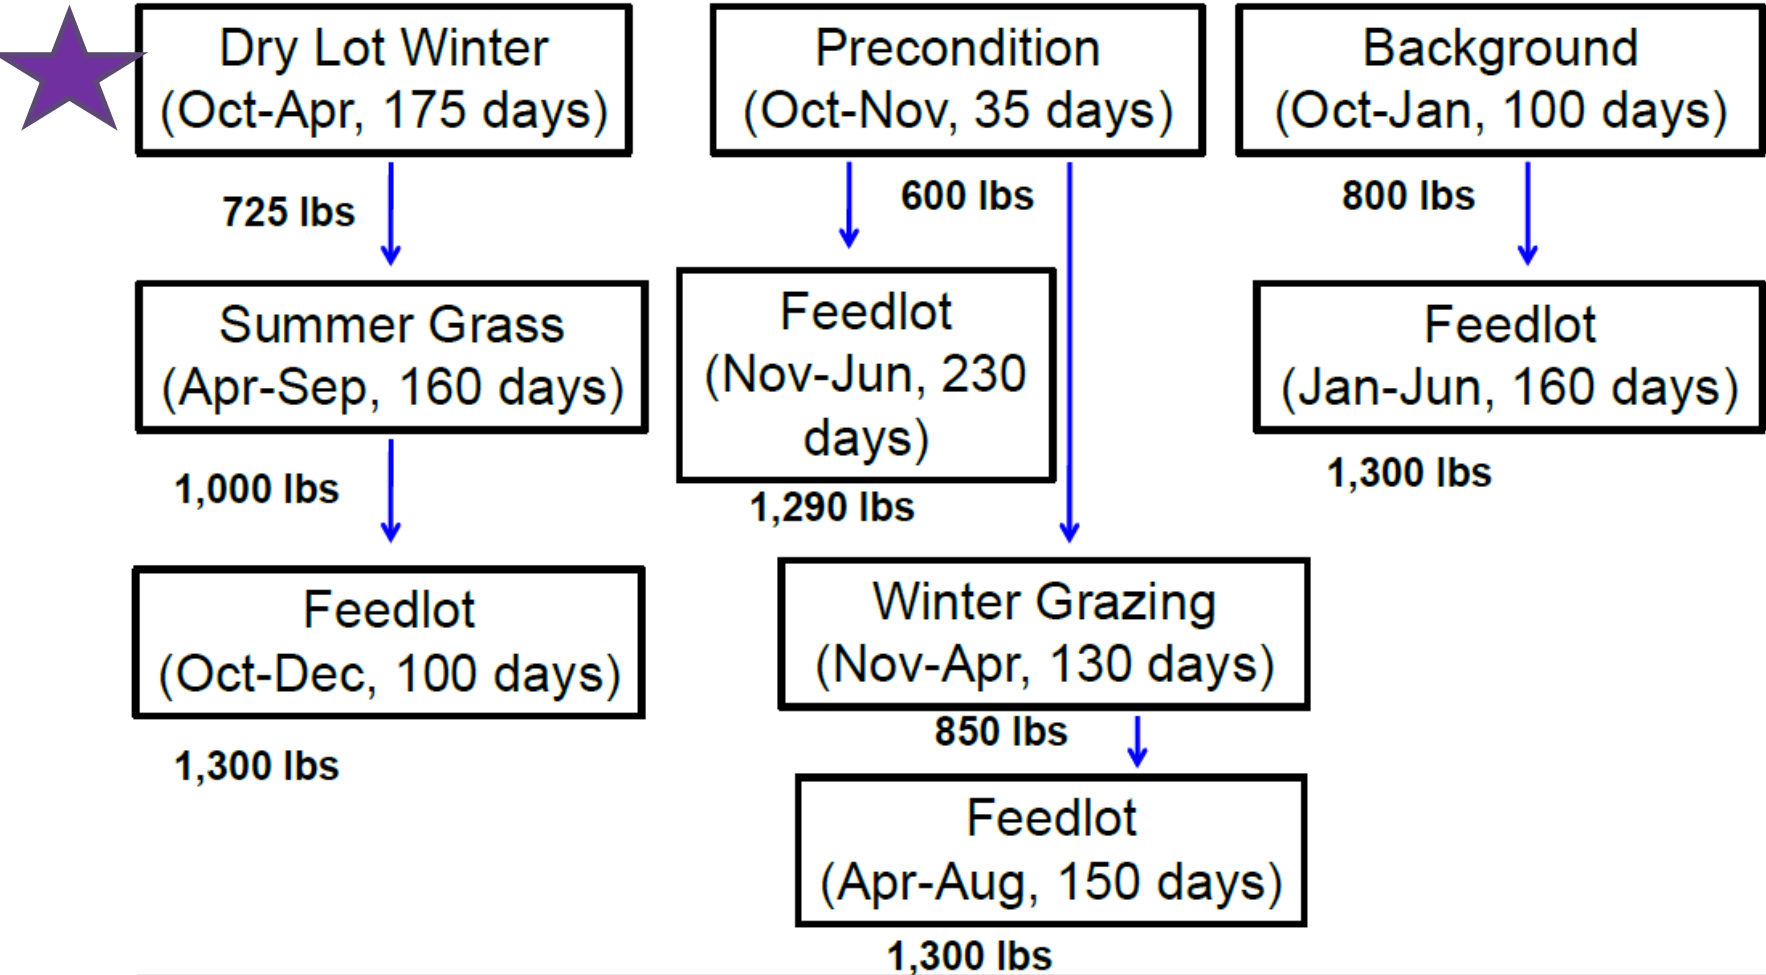 Dry Lot Winter
(Oct-Apr, 175 days)
725 lbs
Summer Grass
(Apr-Sep, 160 days)
1,000 lbs
Feedlot
(Oct-Dec, 100 days)
1,300 lbs
Precondition
(Oct-Nov, 35 days)
600 lbs
Feedlot
(Nov-Jun, 230
days)
1,290 lbs
Winter Grazing
(Nov-Apr, 130 days)
850 lbs
Feedlot
(Apr-Aug, 150 days)
1,300 lbs
Background
(Oct-Jan, 100 days)
800 lbs
Feedlot
(Jan-Jun, 160 days)
1,300 lbs